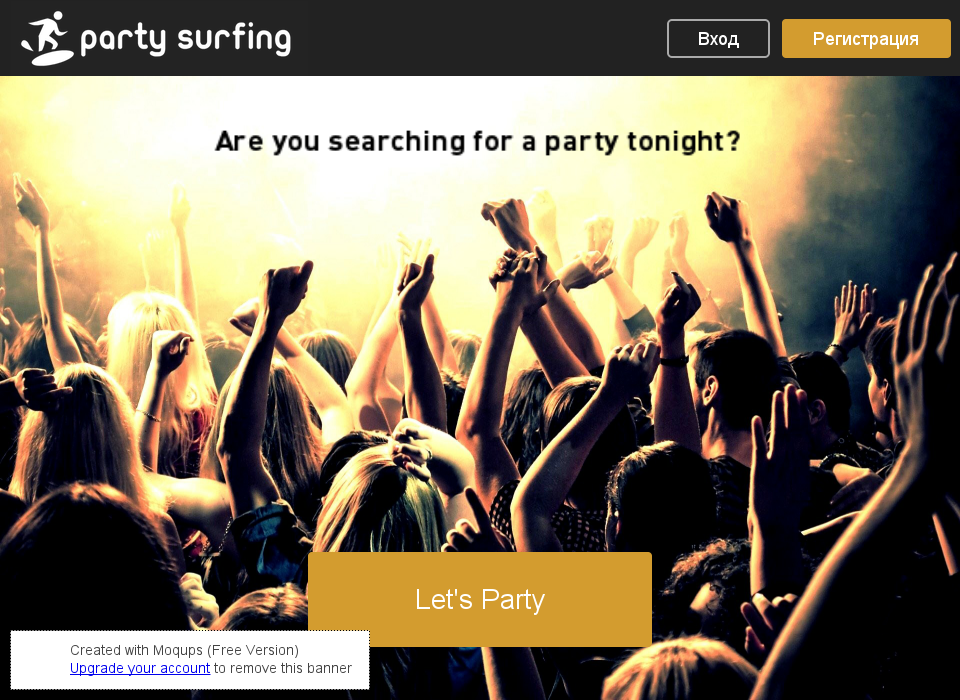 party surfing
Вход
Регистрация
Are you searching for a party tonight?
Let's Party
Created with Moqups (Free Version)
Upgrade your account to remove this banner